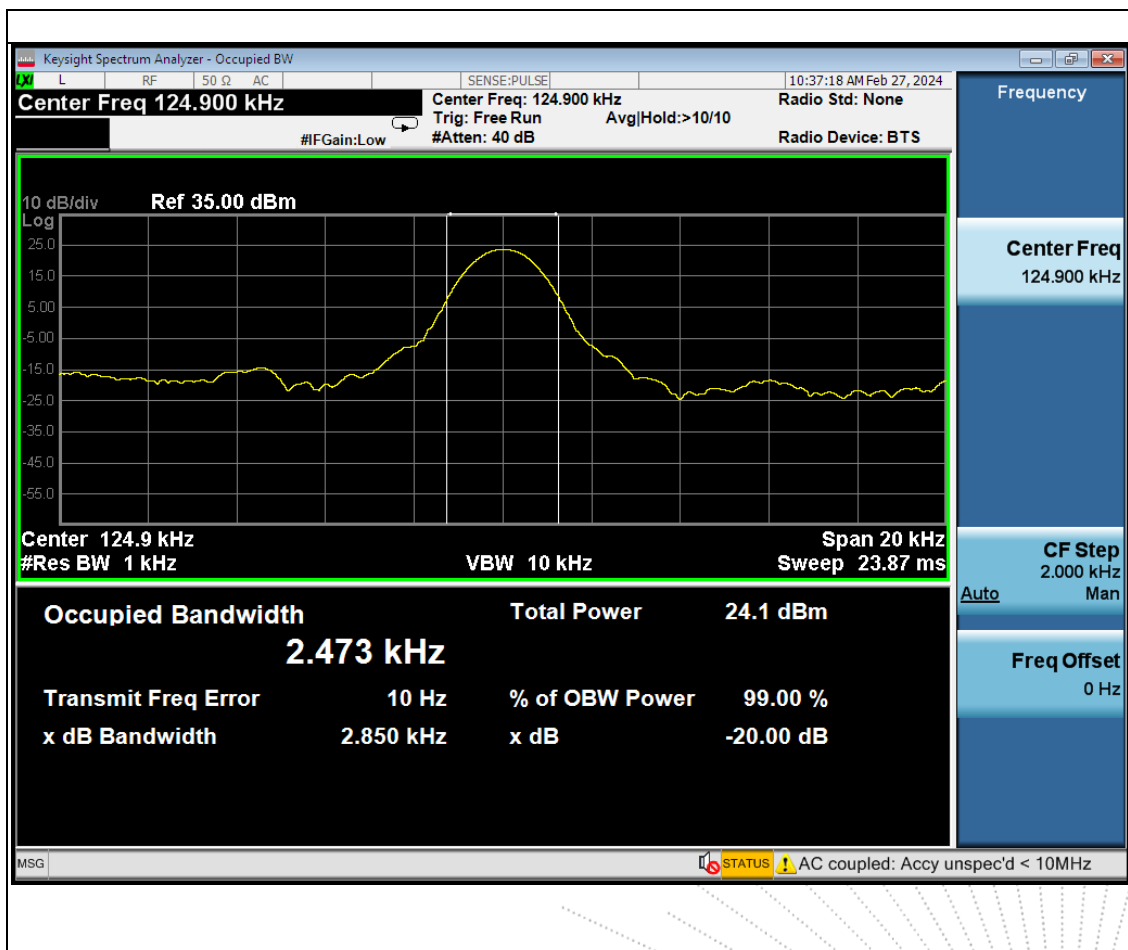 Keysight Spectrum Analyzer - Occupied BW
LXI L RF 50 Ω AC SENSE:PULSE 10:37:18 AM Feb 27, 2024
Center Freq 124.900 kHz
Center Freq: 124.900 kHz Radio Std: None
Trig: Free Run Avg|Hold:>10/10
#IFGain:Low #Atten: 40 dB Radio Device: BTS
10 dB/div Ref 35.00 dBm
Log
25.0
15.0
5.00
-5.00
-15.0
-25.0
-35.0
-45.0
-55.0
Center 124.9 kHz Span 20 kHz
#Res BW 1 kHz VBW 10 kHz Sweep 23.87 ms
Occupied Bandwidth Total Power 24.1 dBm
2.473 kHz
Transmit Freq Error 10 Hz % of OBW Power 99.00 %
x dB Bandwidth 2.850 kHz x dB -20.00 dB
Frequency
Center Freq
124.900 kHz
CF Step
2.000 kHz
Auto Man
Freq Offset
0 Hz
MSG STATUS AC coupled: Accy unspec'd < 10MHz